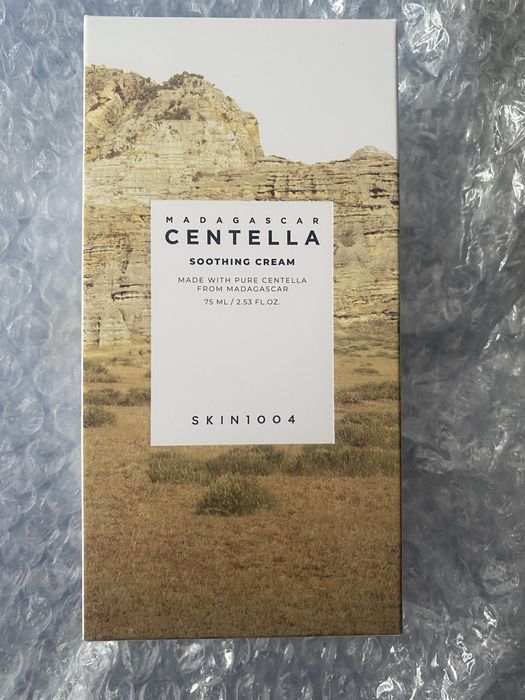 MADAGASCAR
CENTELLA
SOOTHING CREAM
MADE WITH PURE CENTELLA
FROM MADAGASCAR
75 ML / 2.53 FL.OZ.
SKIN1004